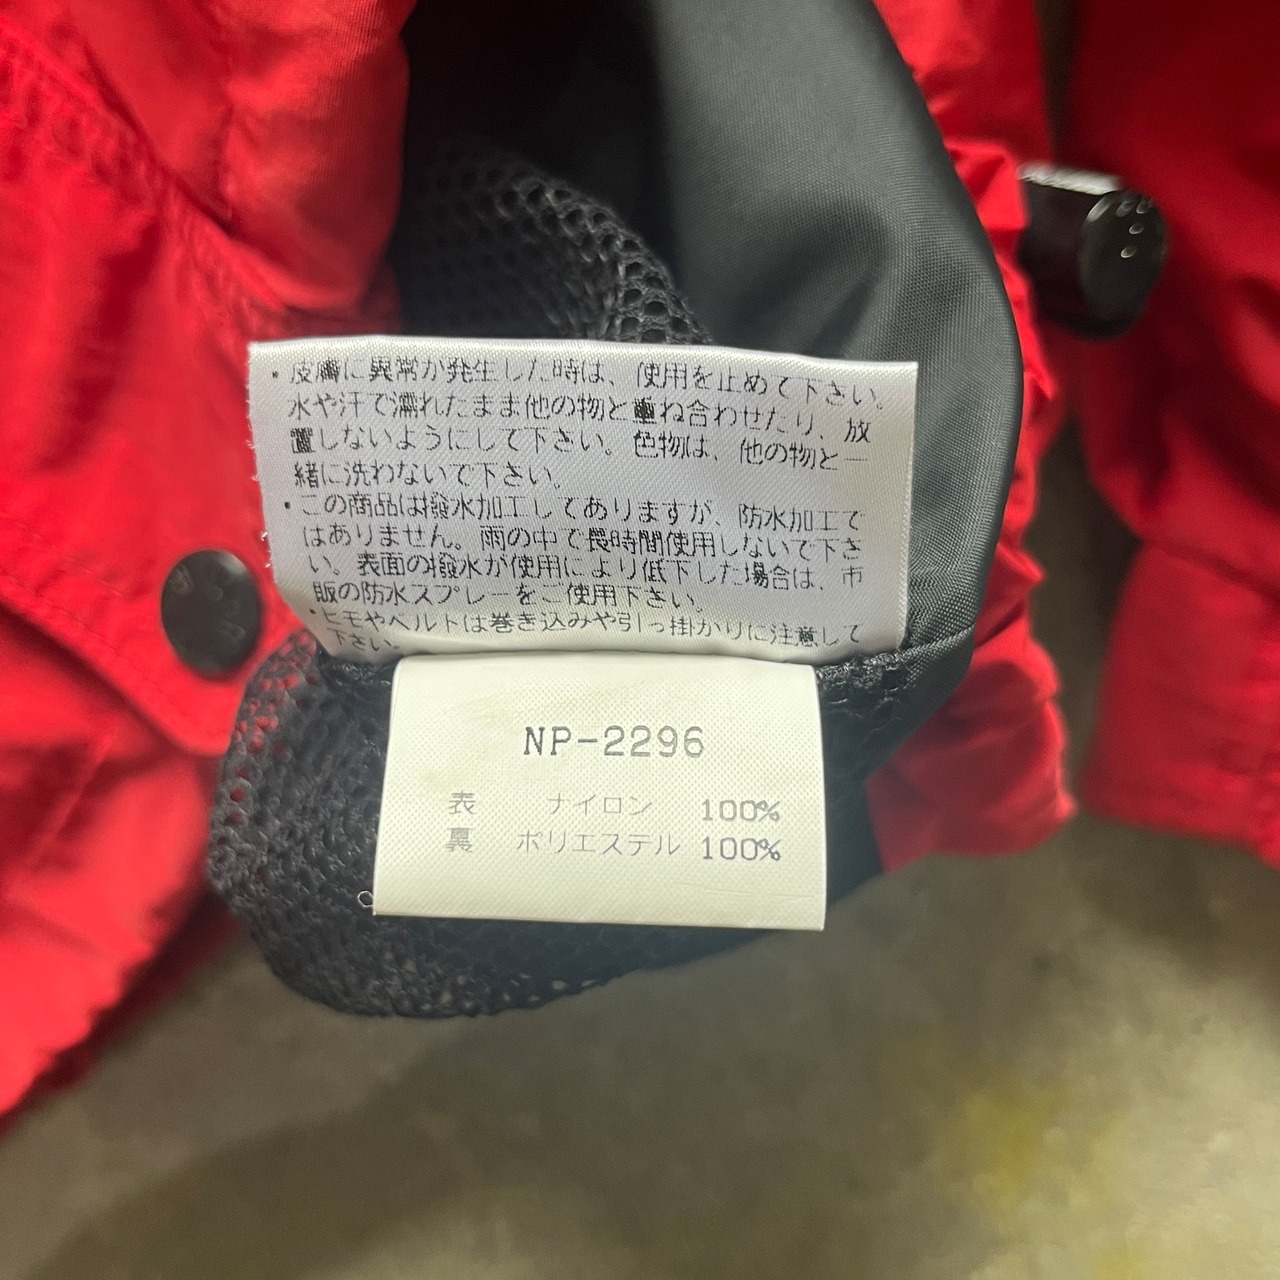 ・皮膚に異常が発生した時は、使用を止めて下さい。
水や汗で濡れたまま他の物と重ね合わせたり、放
置しないようにして下さい。色物は、他の物と一
緒に洗わないで下さい。
・この商品は撥水加工してありますが、防水加工で
はありません。雨の中で長時間使用しないで下さ
い。表面の撥水が使用により低下した場合は、市
販の防水スプレーをご使用下さい。
・ヒモやベルトは巻き込みや引っ掛かりに注意して
下さい。
NP-2296
表 ナイロン 100%
裏 ポリエステル 100%